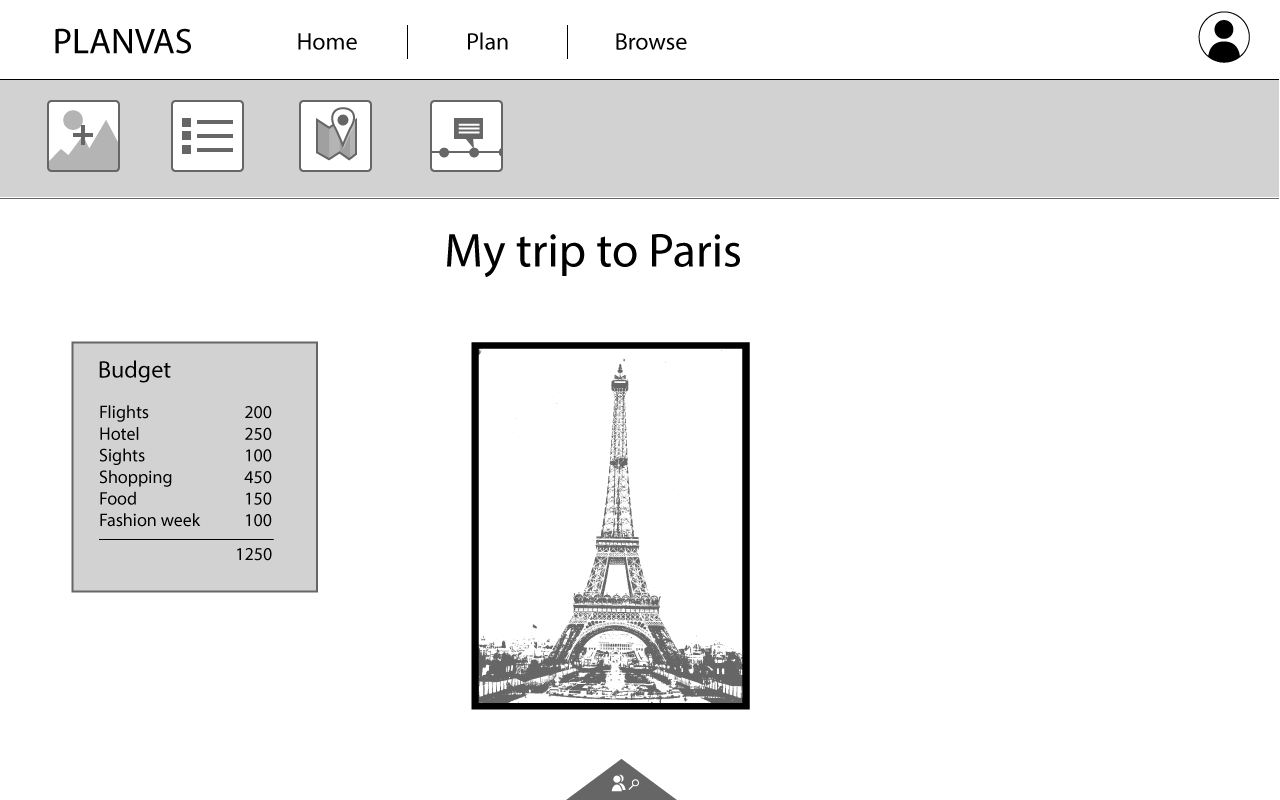 PLANVAS
Home
Plan
Browse
My trip to Paris
Budget
Flights 200
Hotel 250
Sights 100
Shopping 450
Food 150
Fashion week 100
1250